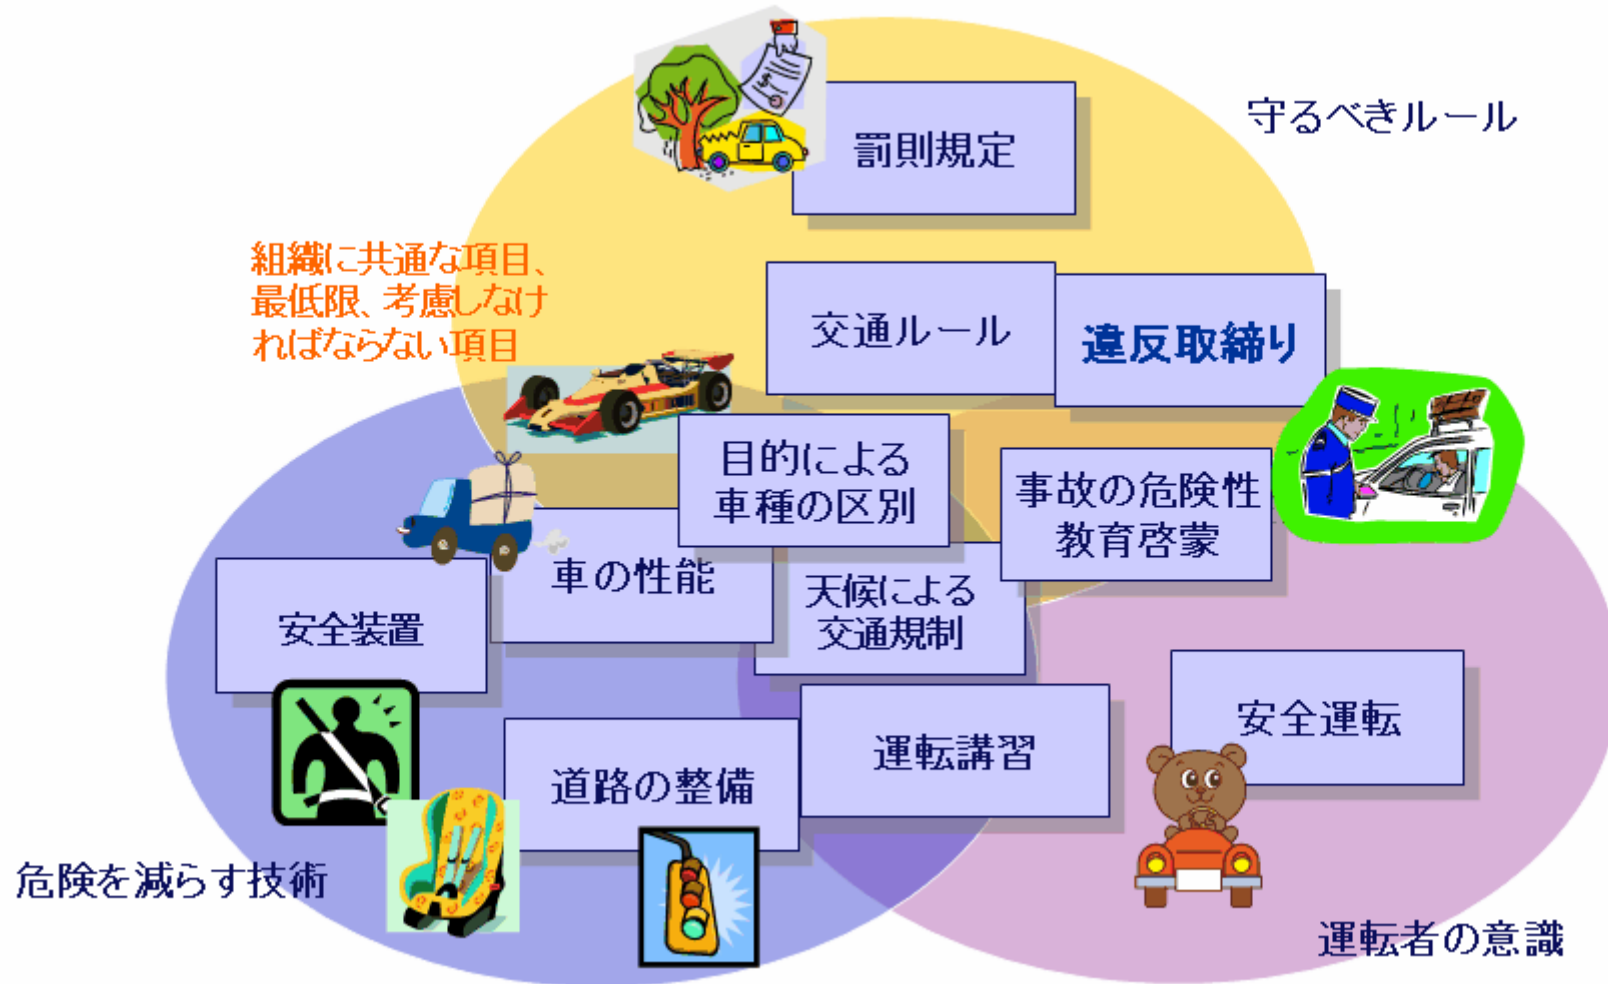 罰則規定
守るべきルール
組織に共通な項目、
最低限、考慮しなけ
ればならない項目
交通ルール
違反取締り
目的による
車種の区別
事故の危険性
教育啓蒙
車の性能
天候による
交通規制
安全装置
安全運転
運転講習
道路の整備
危険を減らす技術
運転者の意識